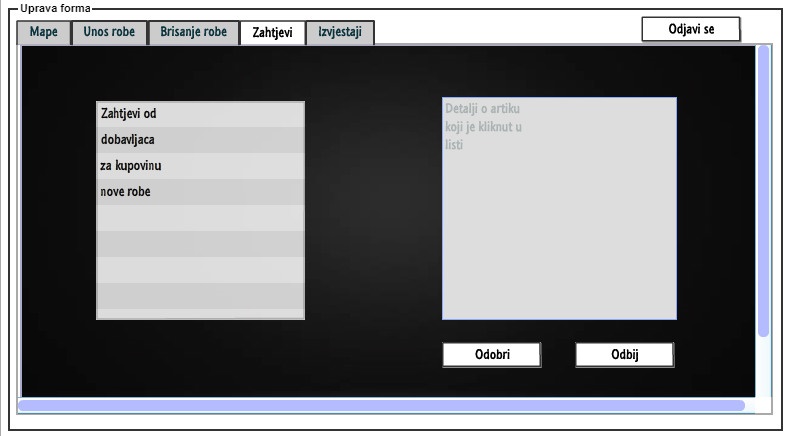 Uprava forma
Mape
Unos robe
Brisanje robe
Zahtjevi
Izvjestaji
Odjavi se
Zahtjevi od
dobavljaca
za kupovinu
nove robe
Detalji o artiku
koji je kliknut u
listi
Odobri
Odbij